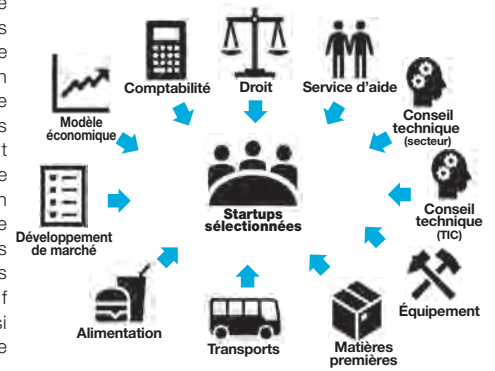 Comptabilité
Droit
Service d'aide
Modèle
économique
Conseil
technique
(secteur)
Startups
sélectionnées
Conseil
technique
(TIC)
Développement
de marché
Équipement
Alimentation
Transports
Matières
premières